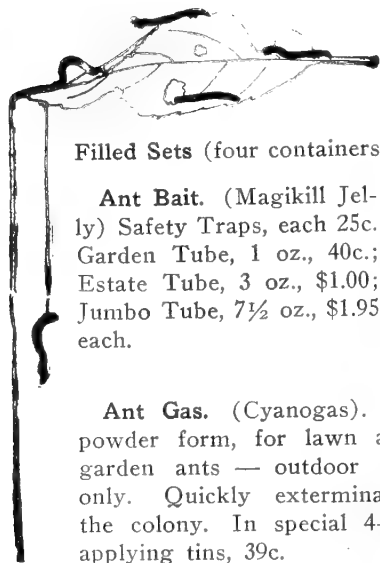 Filled Sets (four containers
Ant Bait. (Magikill Jel-
ly) Safety Traps, each 25c.
Garden Tube, 1 oz., 40c.;
Estate Tube, 3 oz., $1.00;
Jumbo Tube, 7½ oz., $1.95
each.
Ant Gas. (Cyanogas).
powder form, for lawn
garden ants — outdoor
only. Quickly
the colony. In special 4-
applying tins, 39c.